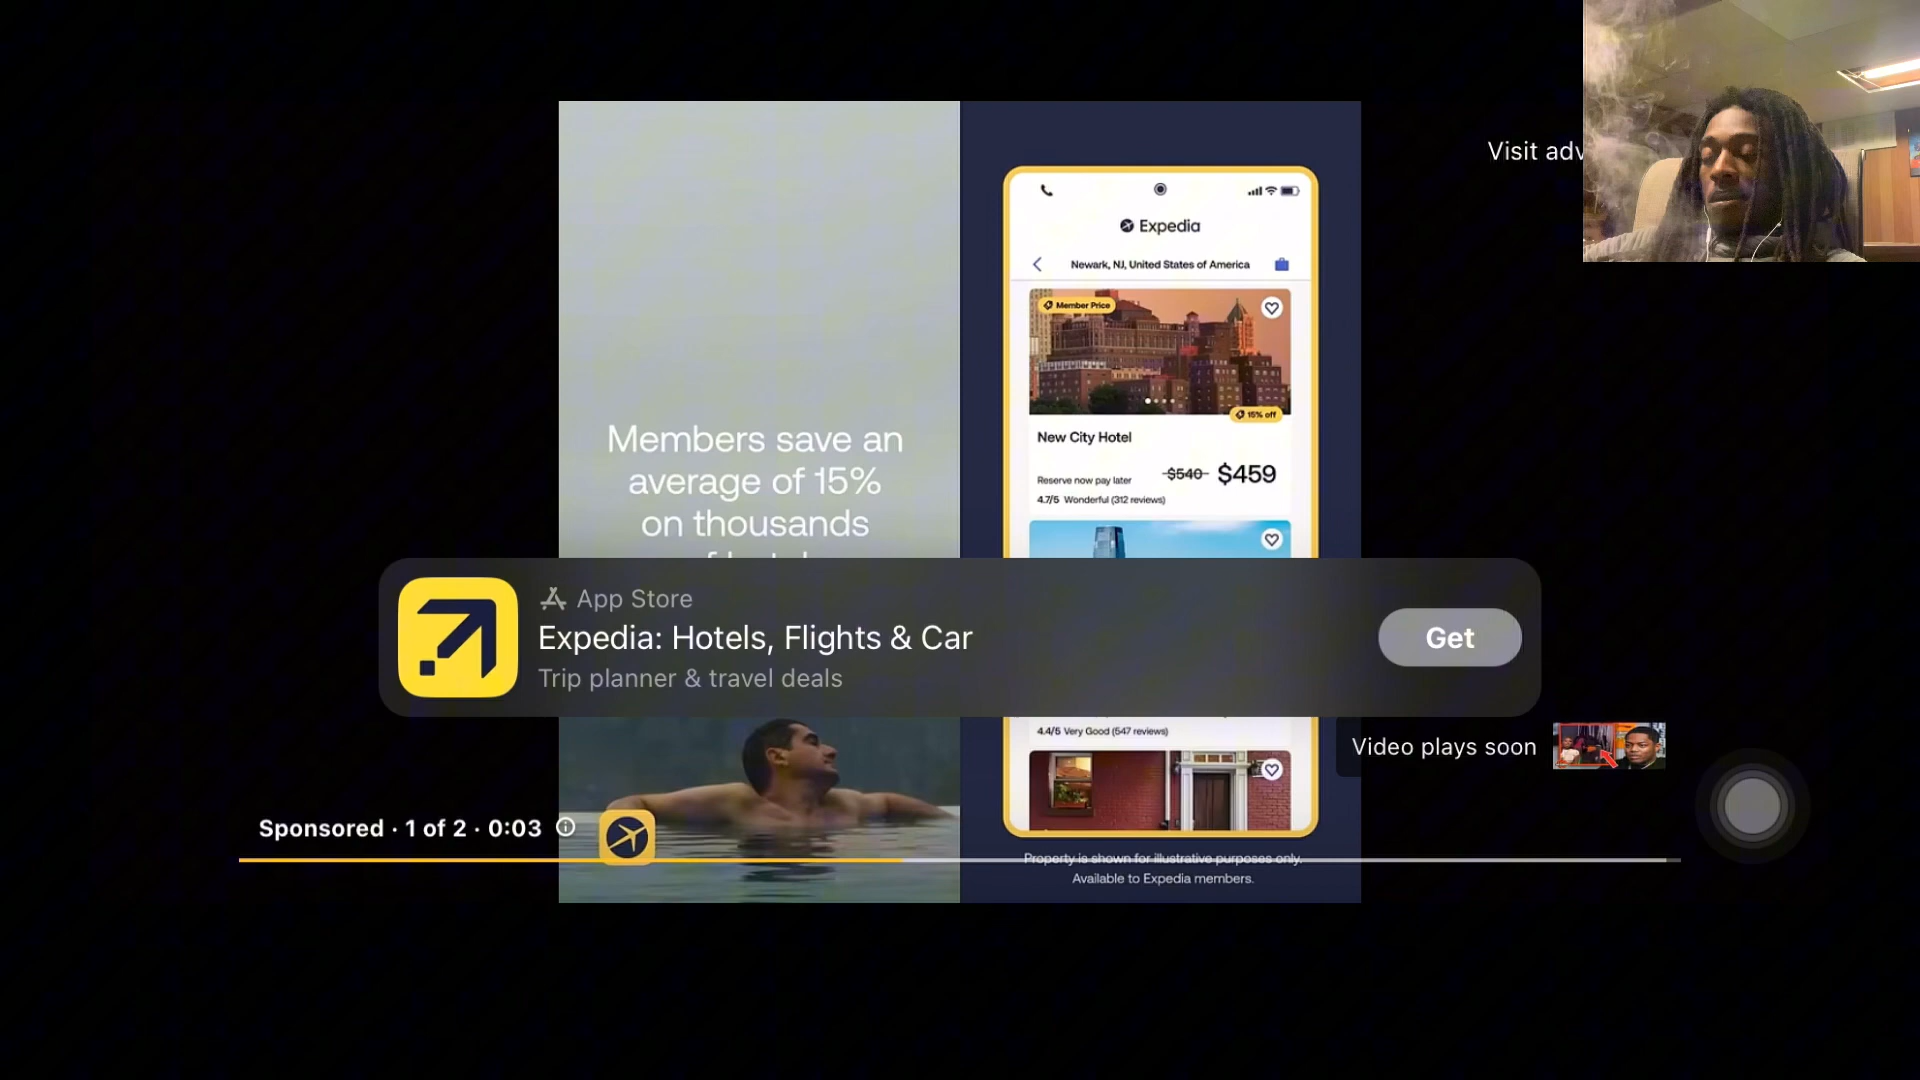 Visit adv
Members save an
average of 15%
on thousands
Expedia
Newark, NJ, United States of America
Member Price
15% off
New City Hotel
Reserve now pay later
$540 $459
4.7/5 Wonderful (312 reviews)
App Store
Expedia: Hotels, Flights & Car
Trip planner & travel deals
Get
4.4/5 Very Good (547 reviews)
Video plays soon
Sponsored · 1 of 2 · 0:03
Property is shown for illustrative purposes only.
Available to Expedia members.